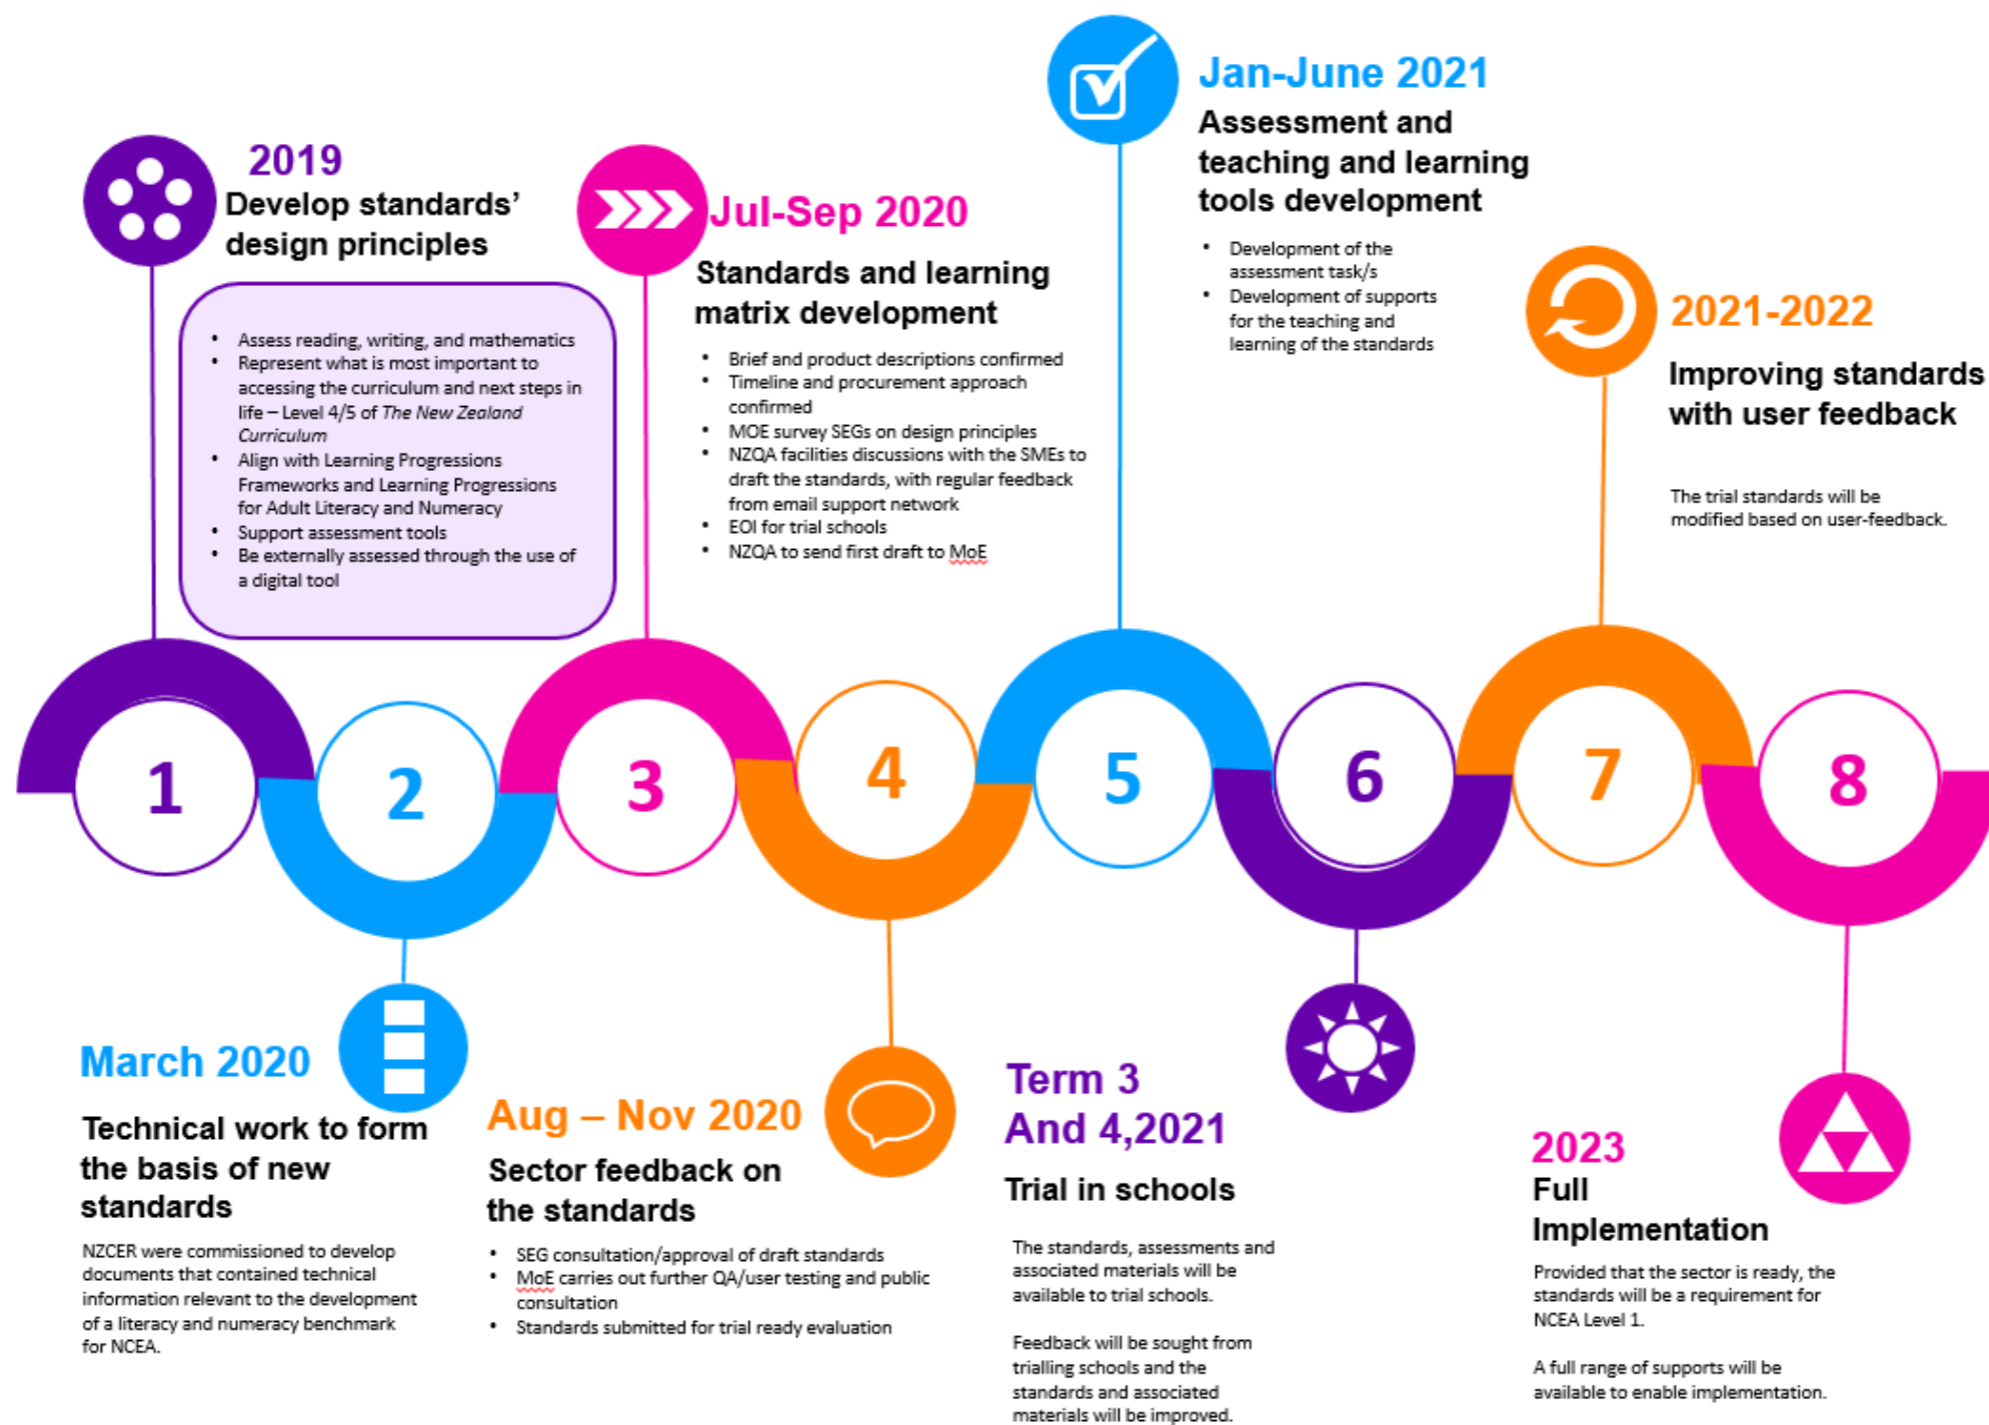 2019
Develop standards’
design principles
• Assess reading, writing, and mathematics
• Represent what is most important to
accessing the curriculum and next steps in
life – Level 4/5 of The New Zealand
Curriculum
• Align with Learning Progressions
Frameworks and Learning Progressions
for Adult Literacy and Numeracy
• Support assessment tools
• Be externally assessed through the use of
a digital tool
Jul-Sep 2020
Standards and learning
matrix development
• Brief and product descriptions confirmed
• Timeline and procurement approach
confirmed
• MOE survey SEGs on design principles
• NZQA facilities discussions with the SMEs to
draft the standards, with regular feedback
from email support network
• EOI for trial schools
• NZQA to send first draft to MoE
Jan-June 2021
Assessment and
teaching and learning
tools development
• Development of the
assessment task/s
• Development of supports
for the teaching and
learning of the standards
2021-2022
Improving standards
with user feedback
The trial standards will be
modified based on user-feedback.
1
2
3
4
5
6
7
8
March 2020
Technical work to form
the basis of new
standards
NZCER were commissioned to develop
documents that contained technical
information relevant to the development
of a literacy and numeracy benchmark
for NCEA.
Aug – Nov 2020
Sector feedback on
the standards
• SEG consultation/approval of draft standards
• MoE carries out further QA/user testing and public
consultation
• Standards submitted for trial ready evaluation
Term 3
And 4,2021
Trial in schools
The standards, assessments and
associated materials will be
available to trial schools.
Feedback will be sought from
trialling schools and the
standards and associated
materials will be improved.
2023
Full
Implementation
Provided that the sector is ready, the
standards will be a requirement for
NCEA Level 1.
A full range of supports will be
available to enable implementation.